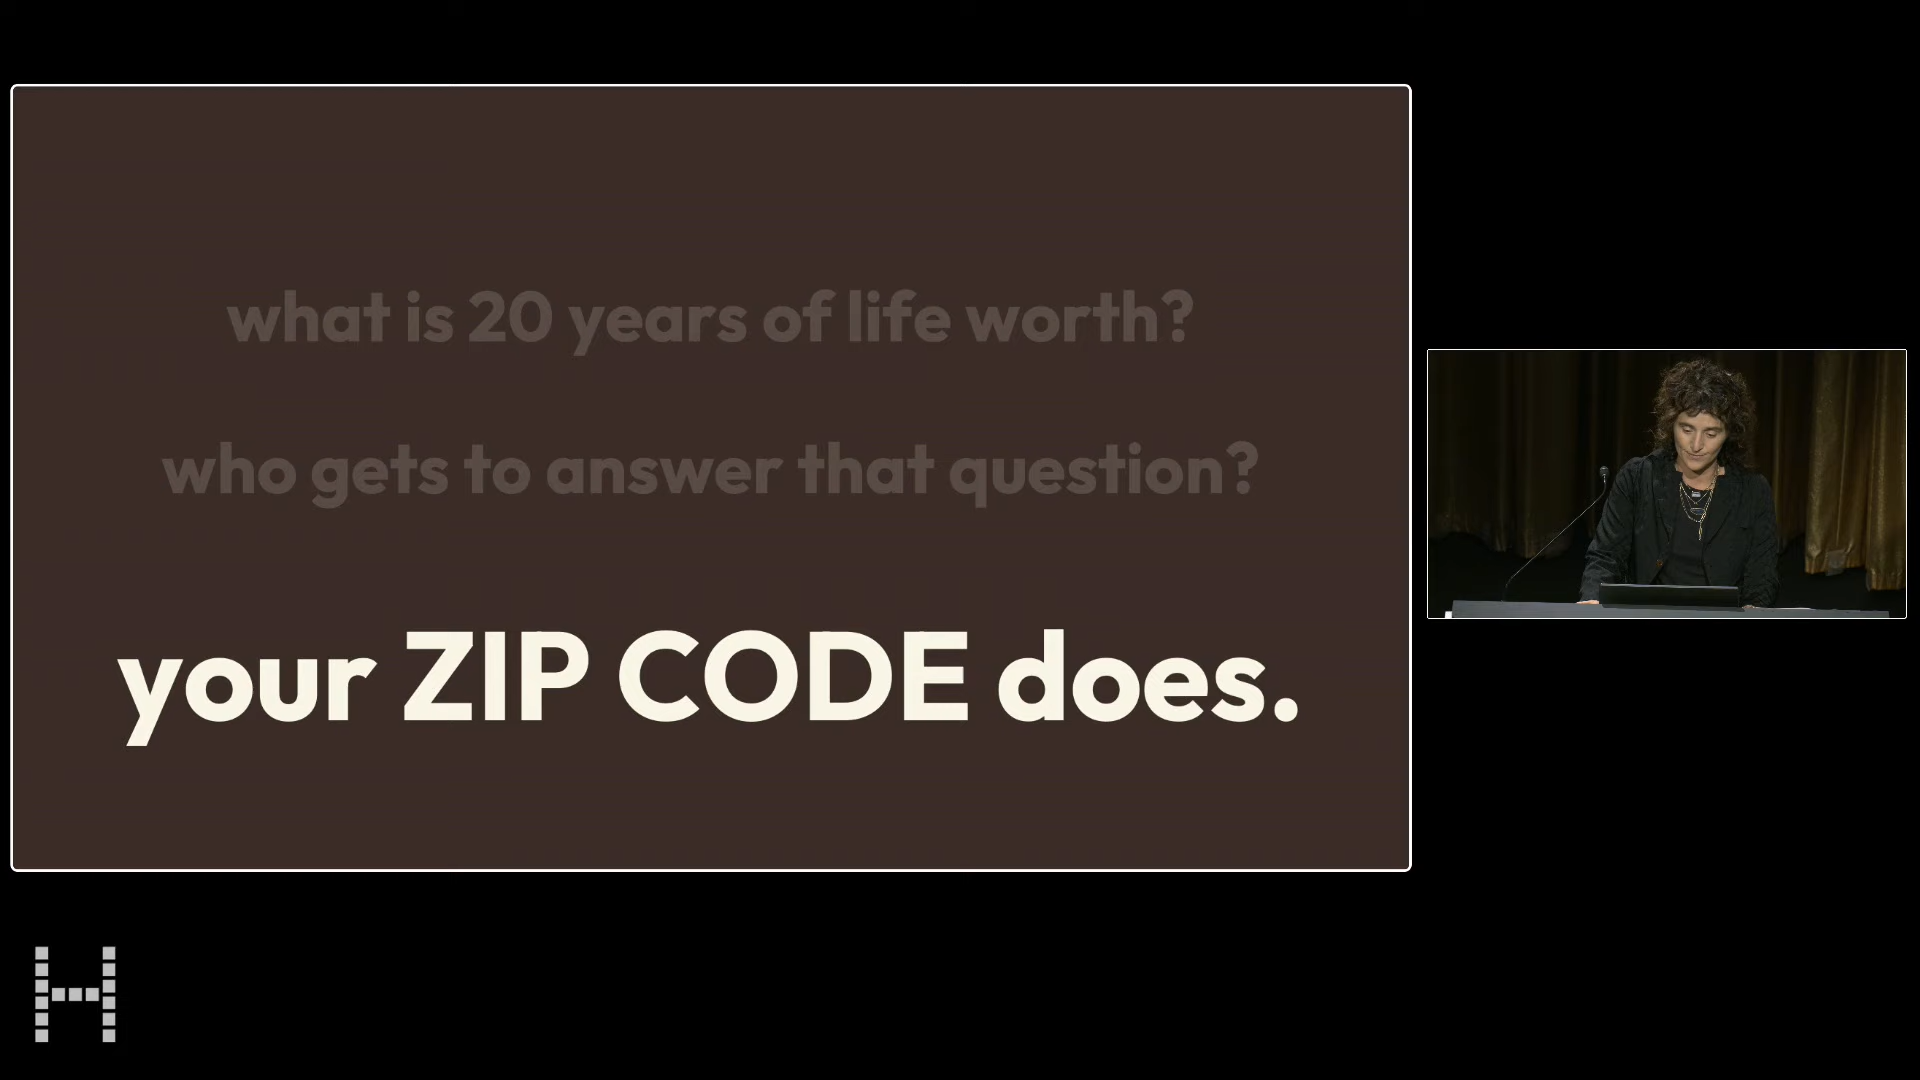 what is 20 years of life worth?
who gets to answer that question?
your ZIP CODE does.
H